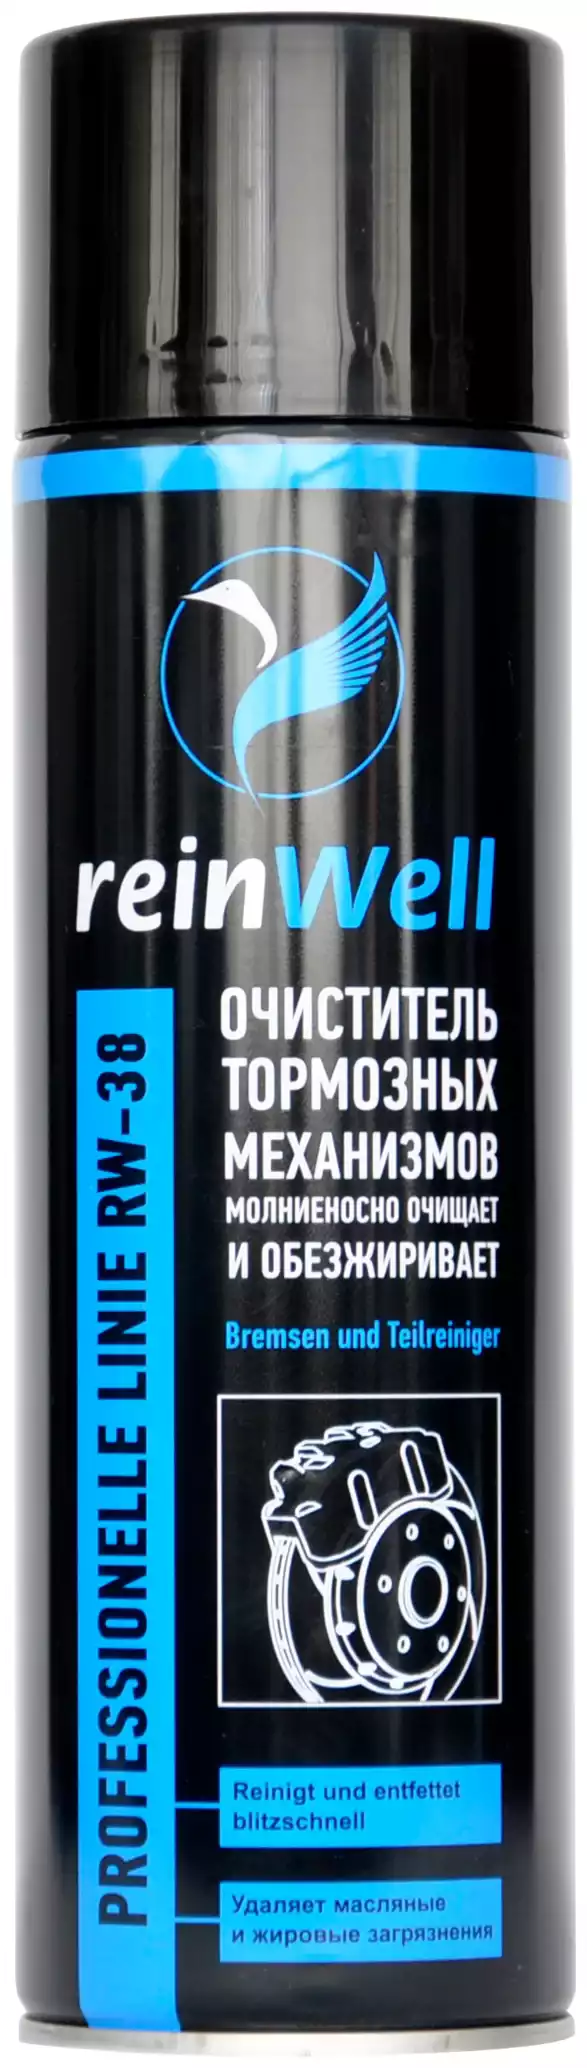 reinWell
PROFESSIONELLE LINIE RW-38
ОЧИСТИТЕЛЬ
ТОРМОЗНЫХ
МЕХАНИЗМОВ
МОЛНИЕНОСНО ОЧИЩАЕТ
И ОБЕЗЖИРИВАЕТ
Bremsen und Teilreiniger
Reinigt und entfettet
blitzschnell
Удаляет масляные
и жировые загрязнения